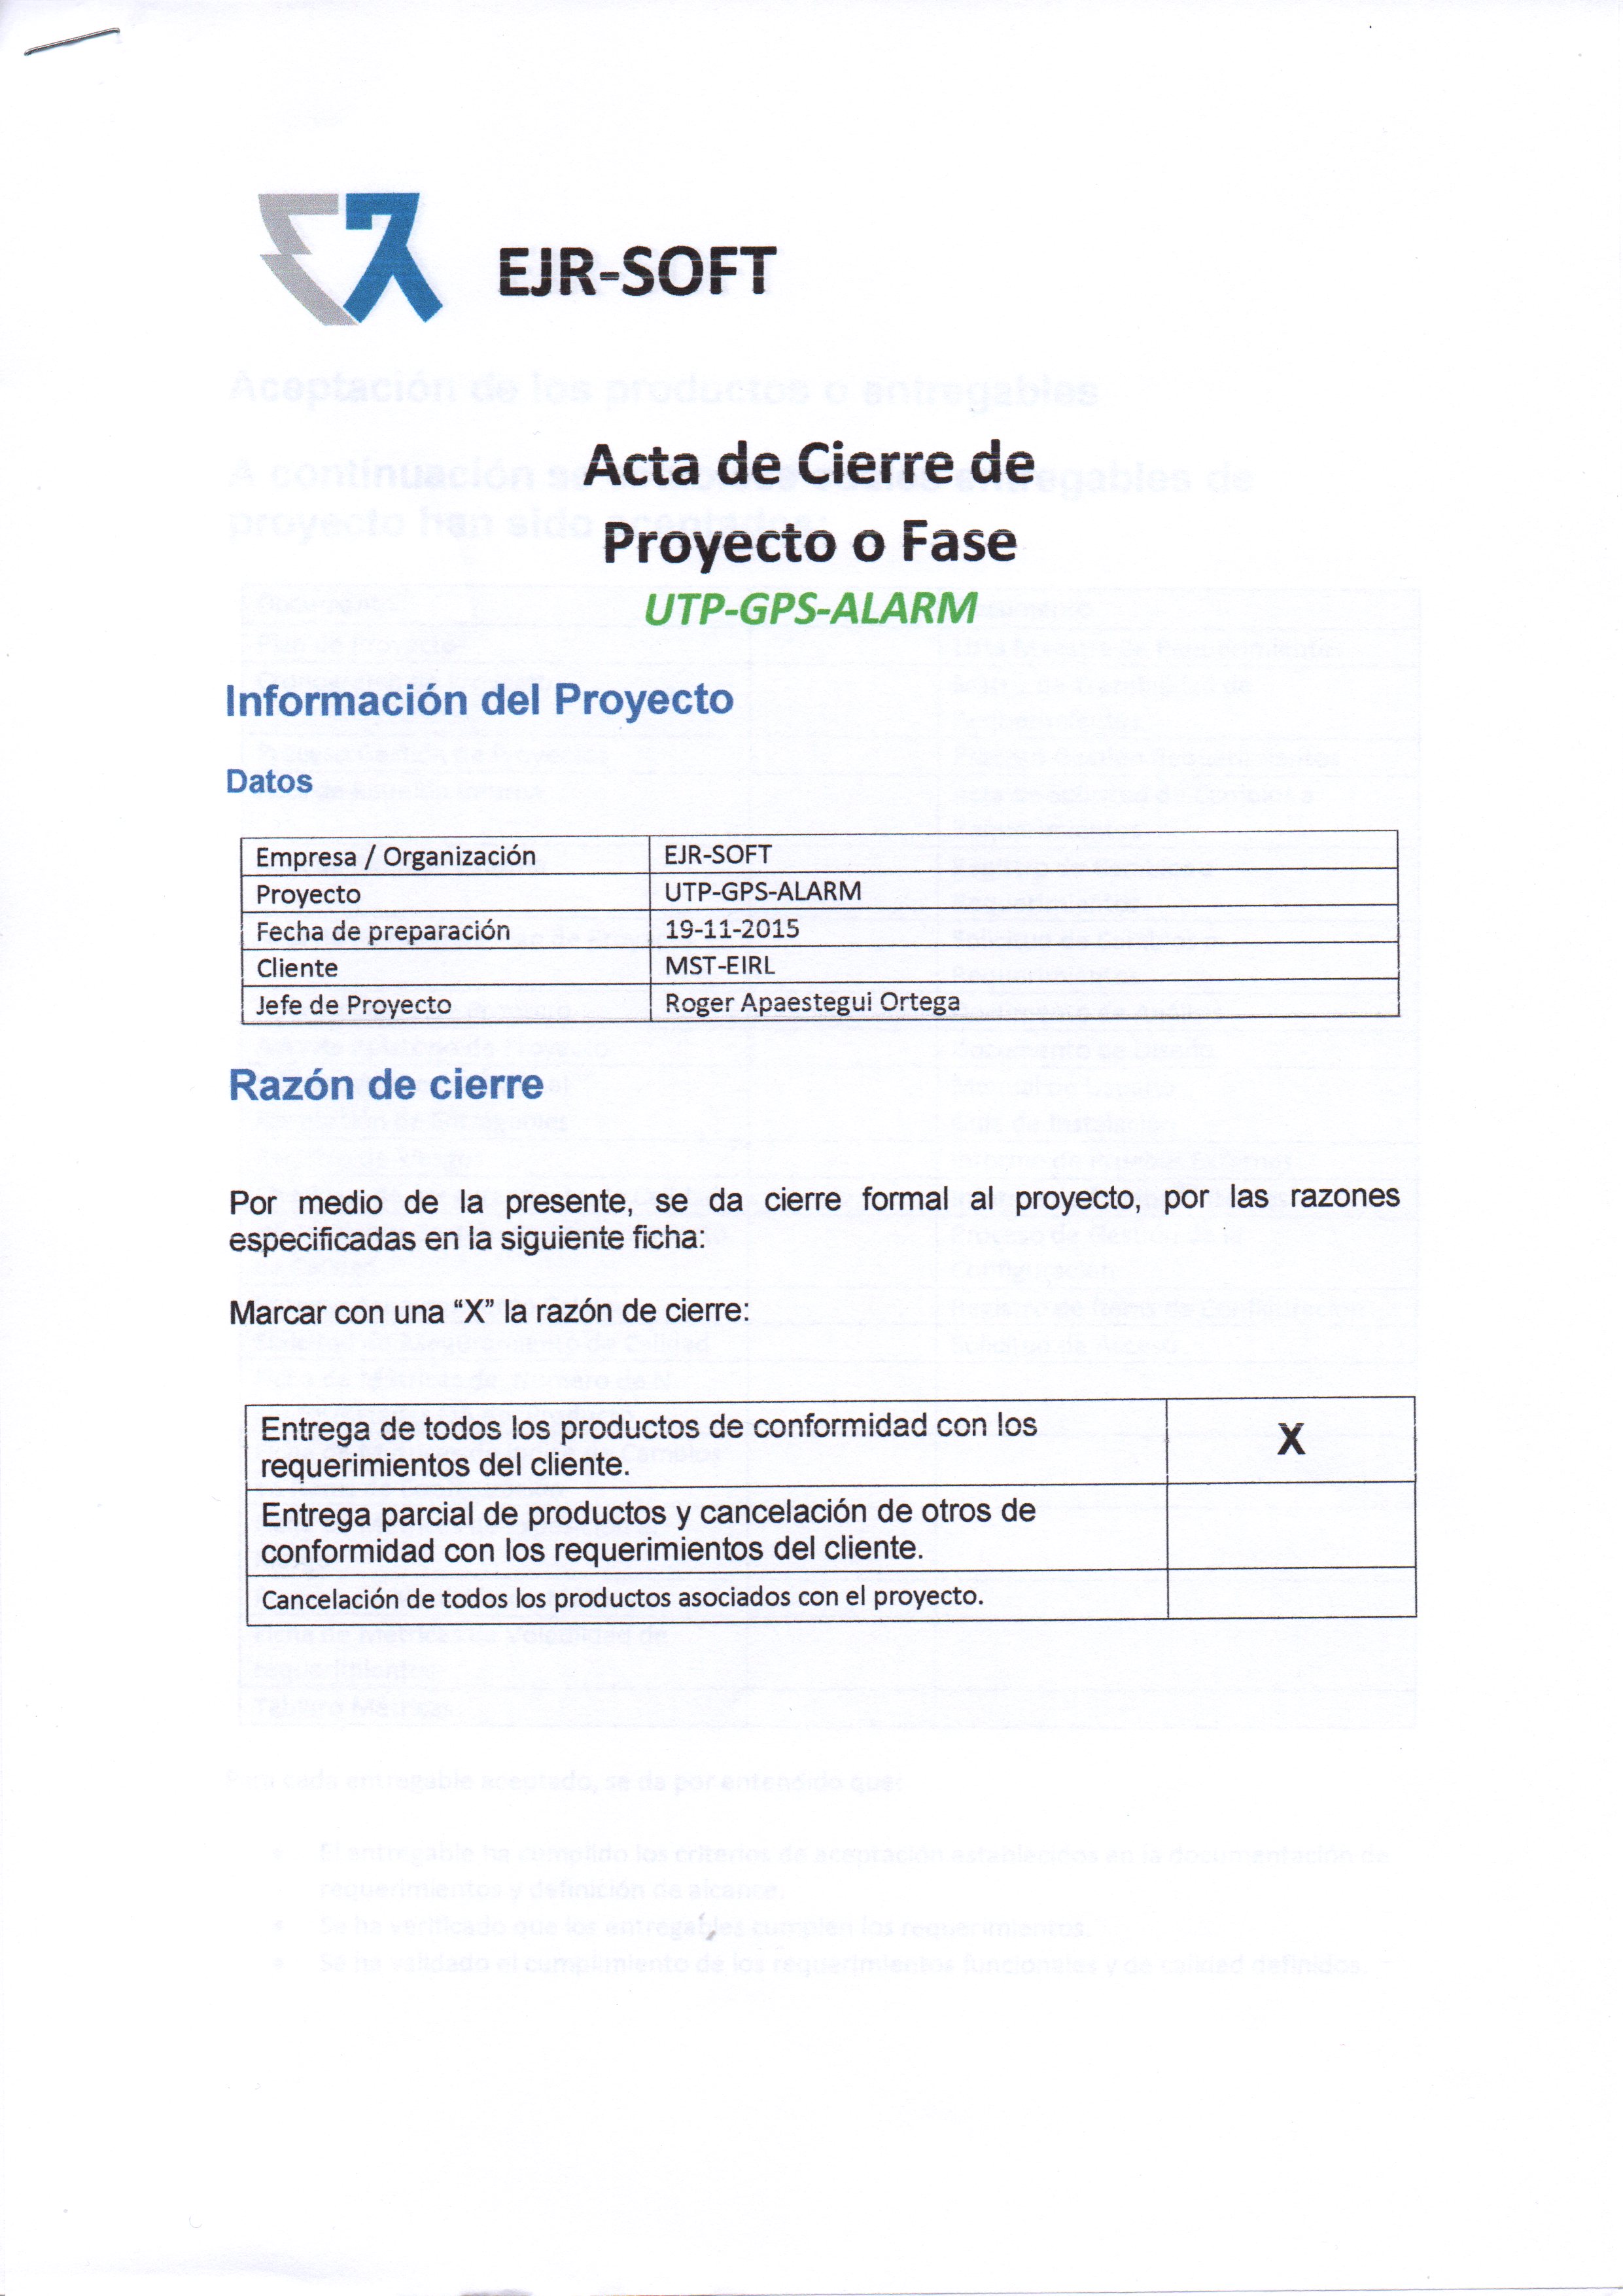 EJR-SOFT
Acta de Cierre de
Proyecto o Fase
UTP-GPS-ALARM
Información del Proyecto
Datos
Empresa / Organización EJR-SOFT
Proyecto UTP-GPS-ALARM
Fecha de preparación 19-11-2015
Cliente MST-EIRL
Jefe de Proyecto Roger Apaestegui Ortega
Razón de cierre
Por medio de la presente, se da cierre formal al proyecto, por las razones
especificadas en la siguiente ficha:
Marcar con una “X” la razón de cierre:
Entrega de todos los productos de conformidad con los
requerimientos del cliente. X
Entrega parcial de productos y cancelación de otros de
conformidad con los requerimientos del cliente.
Cancelación de todos los productos asociados con el proyecto.